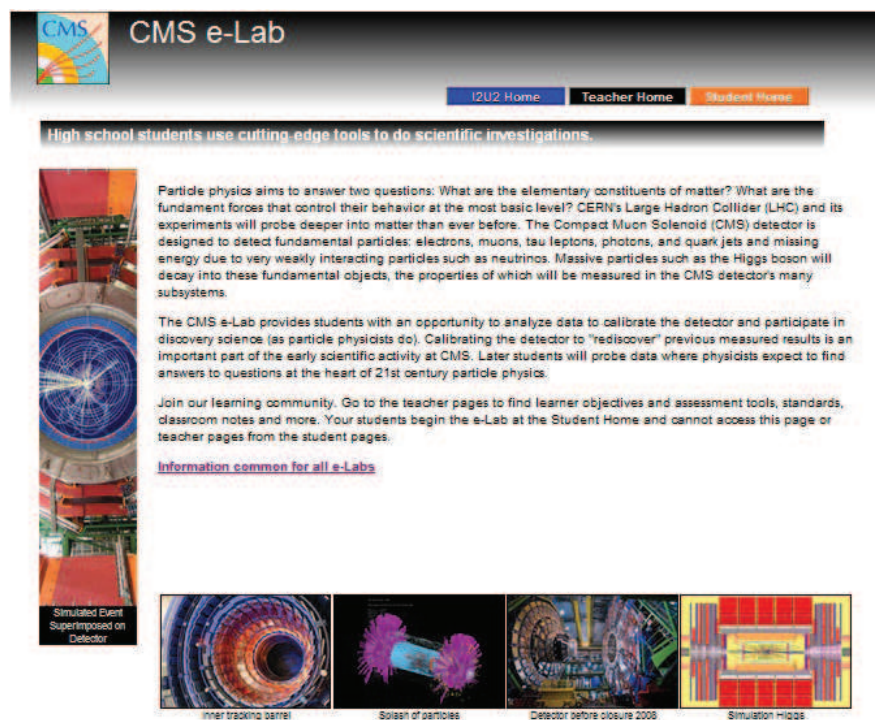 CMS
CMS e-Lab
I2U2 Home
Teacher Home
Student Home
High school students use cutting-edge tools to do scientific investigations.
Particle physics aims to answer two questions: What are the elementary constituents of matter? What are the
fundament forces that control their behavior at the most basic level? CERN's Large Hadron Collider (LHC) and its
experiments will probe deeper into matter than ever before. The Compact Muon Solenoid (CMS) detector is
designed to detect fundamental particles: electrons, muons, tau leptons, photons, and quark jets and missing
energy due to very weakly interacting particles such as neutrinos. Massive particles such as the Higgs boson will
decay into these fundamental objects, the properties of which will be measured in the CMS detector's many
subsystems.
The CMS e-Lab provides students with an opportunity to analyze data to calibrate the detector and participate in
discovery science (as particle physicists do). Calibrating the detector to "rediscover" previous measured results is an
important part of the early scientific activity at CMS. Later students will probe data where physicists expect to find
answers to questions at the heart of 21st century particle physics.
Join our learning community. Go to the teacher pages to find learner objectives and assessment tools, standards,
classroom notes and more. Your students begin the e-Lab at the Student Home and cannot access this page or
teacher pages from the student pages.
Information common for all e-Labs
Simulated Event
Superimposed on
Detector
Inner tracking barrel
Splash of particles
Detector before closure 2008
Simulation Higgs